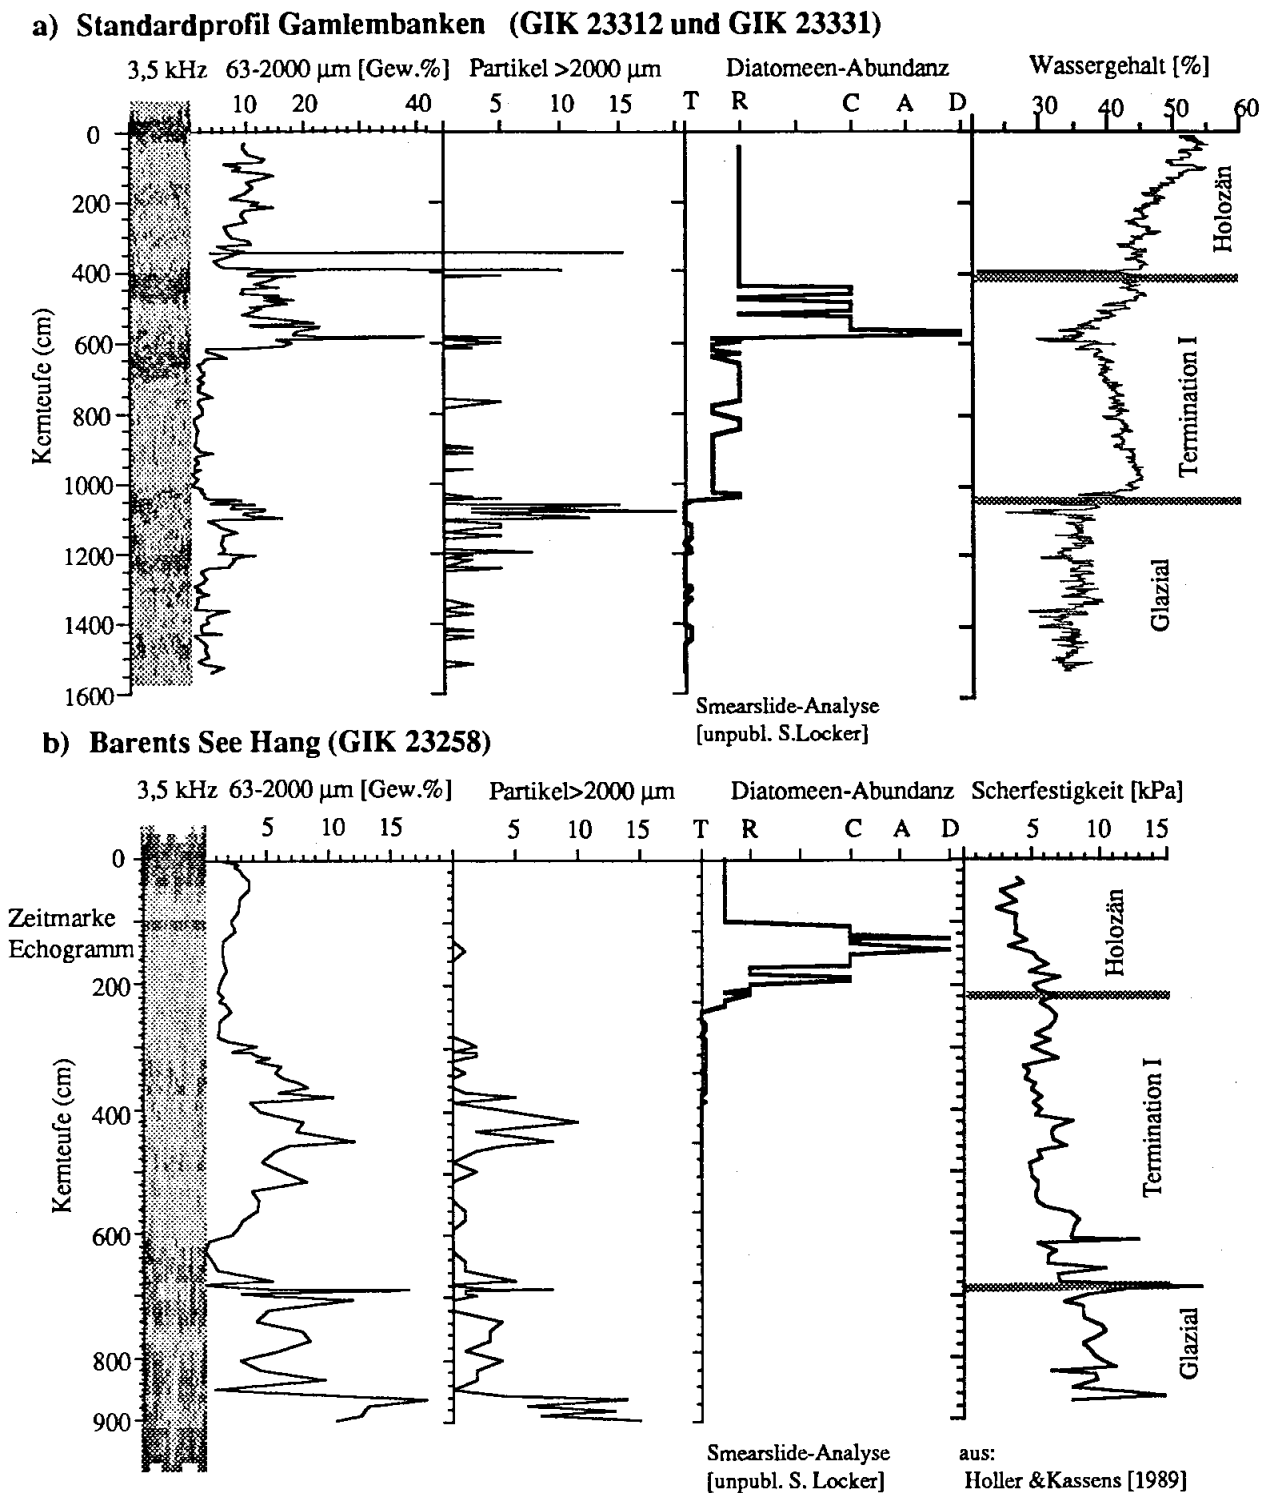 a) Standardprofil Gamlembanken (GIK 23312 und GIK 23331)
3,5 kHz 63-2000 µm [Gew.%] Partikel >2000 µm Diatomeen-Abundanz Wassergehalt [%]
10 20 40 5 10 15 T R C A D 30 40 50 60
0
200
400
600
800
1000
1200
1400
1600
Kernteufe (cm)
Holozän
Termination I
Glazial
Smearslide-Analyse
[unpubl. S.Locker]
b) Barents See Hang (GIK 23258)
3,5 kHz 63-2000 µm [Gew.%] Partikel>2000 µm Diatomeen-Abundanz Scherfestigkeit [kPa]
5 10 15 5 10 15 T R C A D 5 10 15
0
Zeitmarke
Echogramm
200
400
600
800
900
Kernteufe (cm)
Holozän
Termination I
Glazial
Smearslide-Analyse
[unpubl. S. Locker]
aus:
Holler &Kassens [1989]